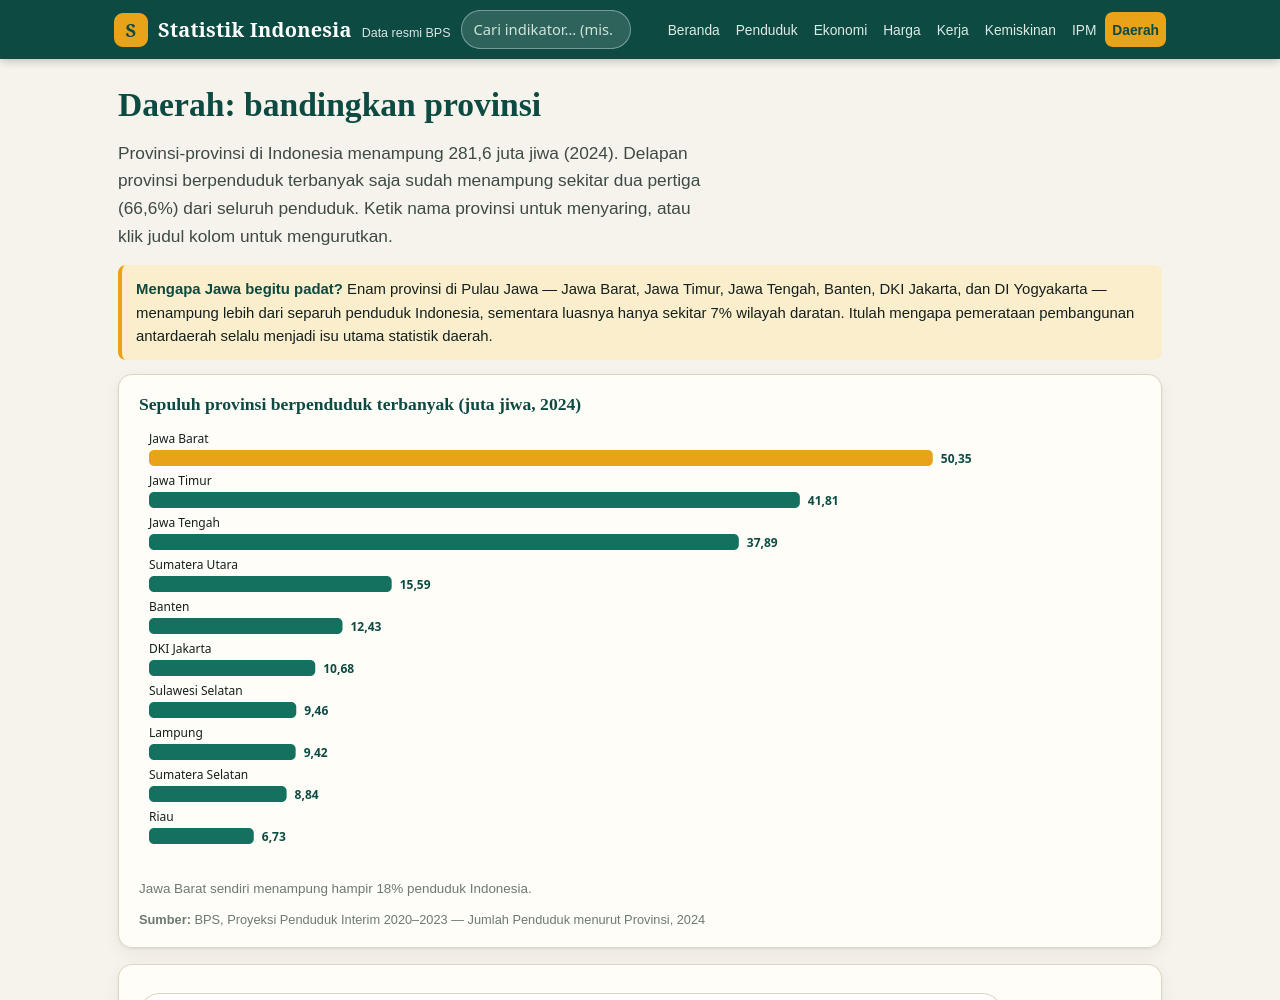 S Statistik Indonesia Data resmi BPS Cari indikator... (mis. Beranda Penduduk Ekonomi Harga Kerja Kemiskinan IPM Daerah
Daerah: bandingkan provinsi
Provinsi-provinsi di Indonesia menampung 281,6 juta jiwa (2024). Delapan
provinsi berpenduduk terbanyak saja sudah menampung sekitar dua pertiga
(66,6%) dari seluruh penduduk. Ketik nama provinsi untuk menyaring, atau
klik judul kolom untuk mengurutkan.
Mengapa Jawa begitu padat? Enam provinsi di Pulau Jawa — Jawa Barat, Jawa Timur, Jawa Tengah, Banten, DKI Jakarta, dan DI Yogyakarta —
menampung lebih dari separuh penduduk Indonesia, sementara luasnya hanya sekitar 7% wilayah daratan. Itulah mengapa pemerataan pembangunan
antardaerah selalu menjadi isu utama statistik daerah.
Sepuluh provinsi berpenduduk terbanyak (juta jiwa, 2024)
Jawa Barat
50,35
Jawa Timur
41,81
Jawa Tengah
37,89
Sumatera Utara
15,59
Banten
12,43
DKI Jakarta
10,68
Sulawesi Selatan
9,46
Lampung
9,42
Sumatera Selatan
8,84
Riau
6,73
Jawa Barat sendiri menampung hampir 18% penduduk Indonesia.
Sumber: BPS, Proyeksi Penduduk Interim 2020–2023 — Jumlah Penduduk menurut Provinsi, 2024